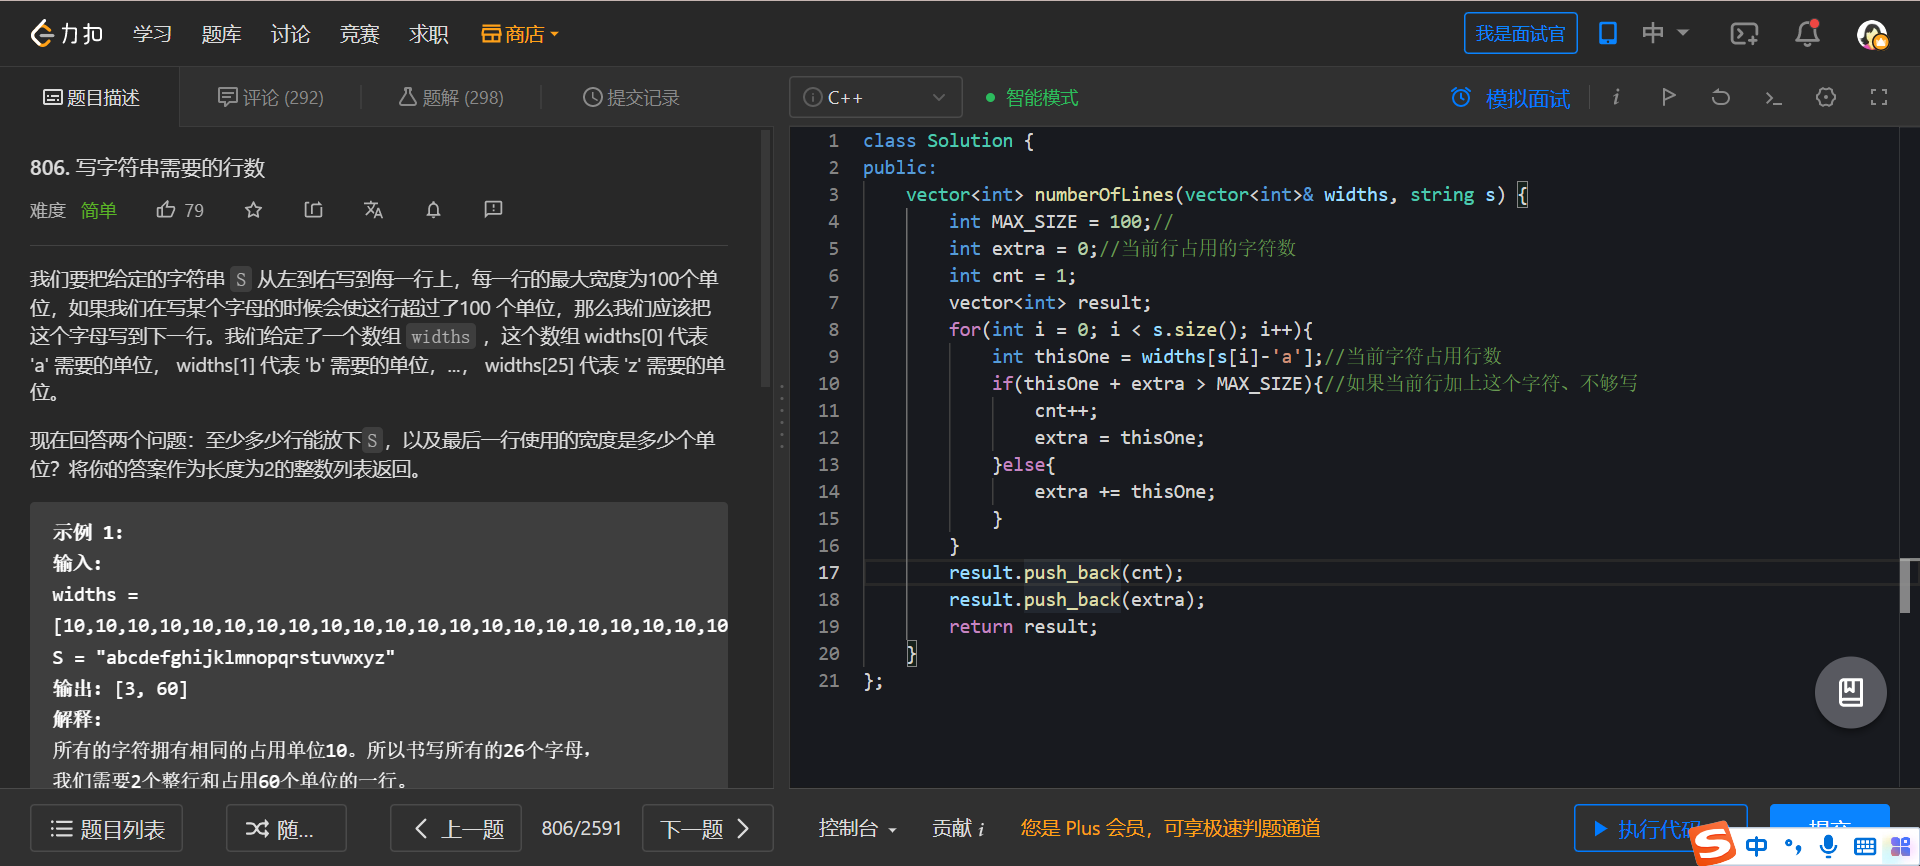 力扣 学习 题库 讨论 竞赛 求职 商店 我是面试官 中
题目描述 评论 (292) 题解 (298) 提交记录
C++ 智能模式 模拟面试
806. 写字符串需要的行数
难度 简单 79
我们要把给定的字符串 S 从左到右写到每一行上，每一行的最大宽度为100个单
位，如果我们在写某个字母的时候会使这行超过了100 个单位，那么我们应该把
这个字母写到下一行。我们给定了一个数组 widths ，这个数组 widths[0] 代表
'a' 需要的单位， widths[1] 代表 'b' 需要的单位，...， widths[25] 代表 'z' 需要的单
位。
现在回答两个问题：至少多少行能放下S，以及最后一行使用的宽度是多少个单
位？将你的答案作为长度为2的整数列表返回。
示例 1:
输入:
widths =
[10,10,10,10,10,10,10,10,10,10,10,10,10,10,10,10,10,10,10,10,10
S = "abcdefghijklmnopqrstuvwxyz"
输出: [3, 60]
解释:
所有的字符拥有相同的占用单位10。所以书写所有的26个字母，
我们需要2个整行和占用60个单位的一行。
1 class Solution {
2 public:
3 vector<int> numberOfLines(vector<int>& widths, string s) {
4 int MAX_SIZE = 100;//
5 int extra = 0;//当前行占用的字符数
6 int cnt = 1;
7 vector<int> result;
8 for(int i = 0; i < s.size(); i++){
9 int thisOne = widths[s[i]-'a'];//当前字符占用行数
10 if(thisOne + extra > MAX_SIZE){//如果当前行加上这个字符、不够写
11 cnt++;
12 extra = thisOne;
13 }else{
14 extra += thisOne;
15 }
16 }
17 result.push_back(cnt);
18 result.push_back(extra);
19 return result;
20 }
21 };
题目列表 随... 上一题 806/2591 下一题 控制台 贡献 i 您是 Plus 会员，可享极速判题通道 执行代码
S 中